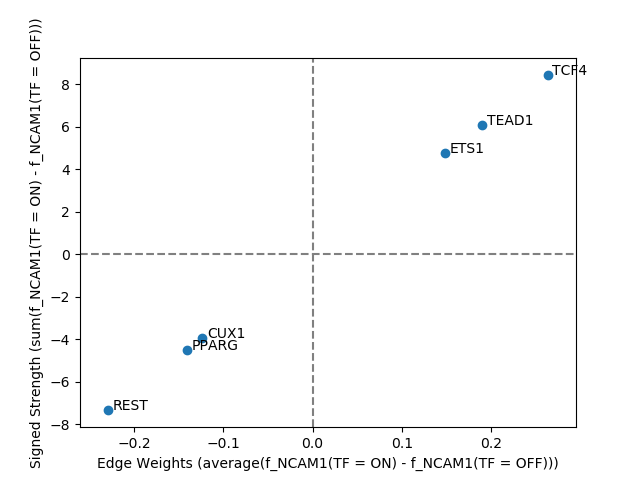 Signed Strength (sum(f_NCAM1(TF = ON) - f_NCAM1(TF = OFF)))
8
6
4
2
0
−2
−4
−6
−8
TCF4
TEAD1
ETS1
CUX1
PPARG
REST
−0.2
−0.1
0.0
0.1
0.2
Edge Weights (average(f_NCAM1(TF = ON) - f_NCAM1(TF = OFF)))